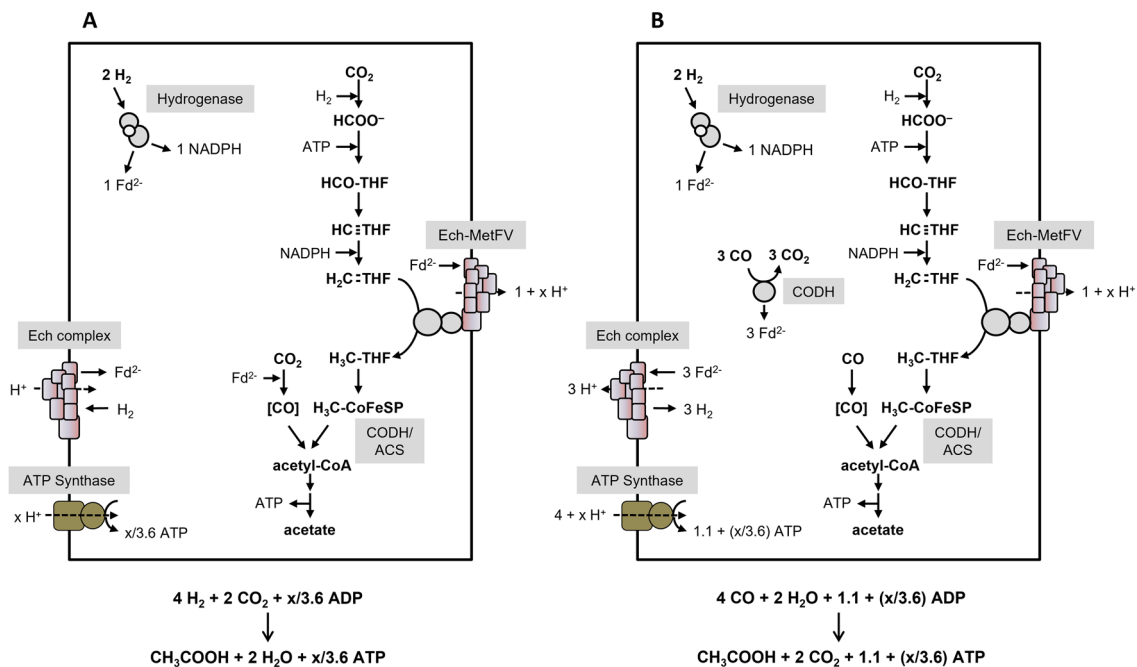 A
2 H₂
Hydrogenase
1 NADPH
1 Fd²⁻
CO₂
H₂
HCOO⁻
ATP
HCO-THF
HC⩶THF
NADPH
H₂C⩶THF
Ech-MetFV
Fd²⁻
1 + x H⁺
Ech complex
Fd²⁻
H⁺
H₂
CO₂
Fd²⁻
[CO]
H₃C-THF
H₃C-CoFeSP
CODH/
ACS
acetyl-CoA
ATP
acetate
ATP Synthase
x H⁺
x/3.6 ATP
4 H₂ + 2 CO₂ + x/3.6 ADP
CH₃COOH + 2 H₂O + x/3.6 ATP
B
2 H₂
Hydrogenase
1 NADPH
1 Fd²⁻
CO₂
H₂
HCOO⁻
ATP
HCO-THF
HC⩶THF
NADPH
H₂C⩶THF
3 CO 3 CO₂
CODH
3 Fd²⁻
Ech-MetFV
Fd²⁻
1 + x H⁺
Ech complex
3 Fd²⁻
3 H⁺
3 H₂
CO
[CO]
H₃C-THF
H₃C-CoFeSP
CODH/
ACS
acetyl-CoA
ATP
acetate
ATP Synthase
4 + x H⁺
1.1 + (x/3.6) ATP
4 CO + 2 H₂O + 1.1 + (x/3.6) ADP
CH₃COOH + 2 CO₂ + 1.1 + (x/3.6) ATP